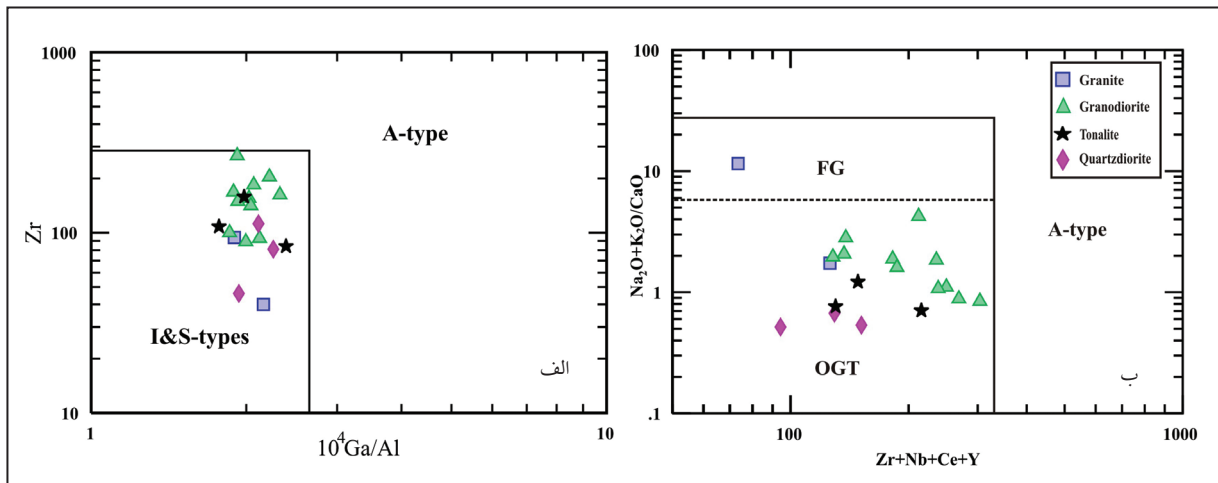 1000
100
10
Zr
A-type
I&S-types
الف
1
10
10⁴Ga/Al
100
10
1
.1
Na₂O+K₂O/CaO
Granite
Granodiorite
Tonalite
Quartzdiorite
FG
A-type
OGT
ب
100
1000
Zr+Nb+Ce+Y